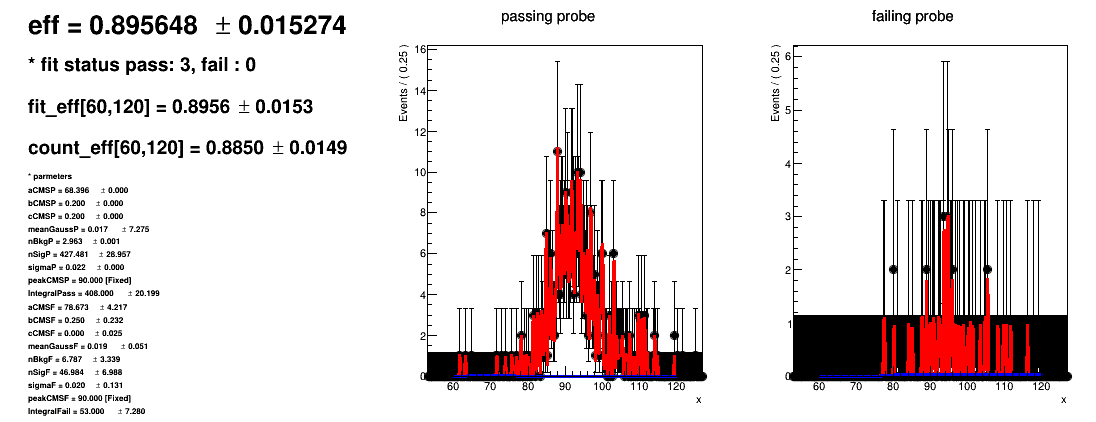 eff = 0.895648 ± 0.015274
* fit status pass: 3, fail : 0
fit_eff[60,120] = 0.8956 ± 0.0153
count_eff[60,120] = 0.8850 ± 0.0149
* parmeters
aCMSP = 68.396 ± 0.000
bCMSP = 0.200 ± 0.000
cCMSP = 0.200 ± 0.000
meanGaussP = 0.017 ± 7.275
nBkgP = 2.963 ± 0.001
nSigP = 427.481 ± 28.957
sigmaP = 0.022 ± 0.000
peakCMSP = 90.000 [Fixed]
IntegralPass = 408.000 ± 20.199
aCMSF = 78.673 ± 4.217
bCMSF = 0.250 ± 0.232
cCMSF = 0.000 ± 0.025
meanGaussF = 0.019 ± 0.051
nBkgF = 6.787 ± 3.339
nSigF = 46.984 ± 6.988
sigmaF = 0.020 ± 0.131
peakCMSF = 90.000 [Fixed]
IntegralFail = 53.000 ± 7.280
passing probe
Events / ( 0.25 )
16
14
12
10
8
6
4
2
0
60 70 80 90 100 110 120
x
failing probe
Events / ( 0.25 )
6
5
4
3
2
1
0
60 70 80 90 100 110 120
x